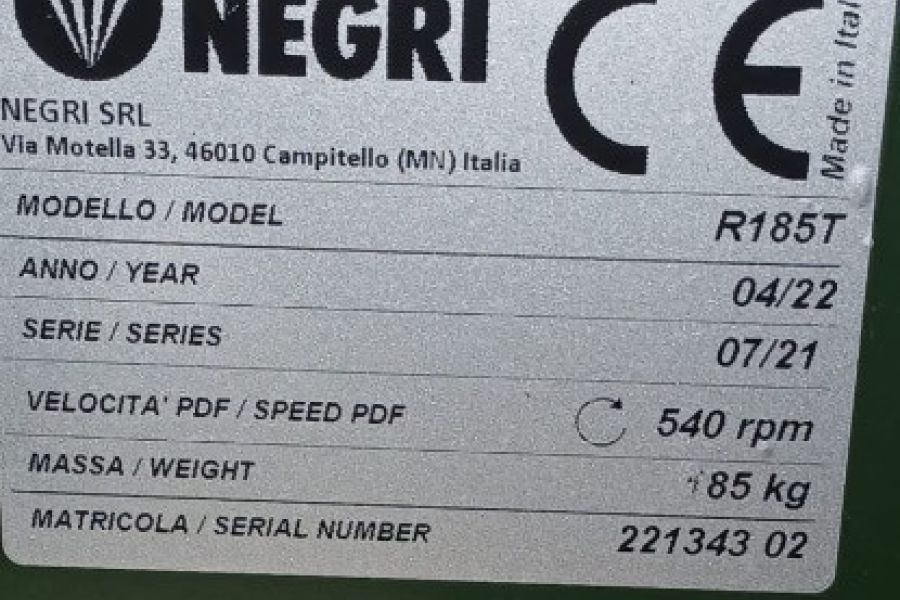 NEGRI
CE
Made in Ital
NEGRI SRL
Via Motella 33, 46010 Campitello (MN) Italia
MODELLO / MODEL R185T
ANNO / YEAR 04/22
SERIE / SERIES 07/21
VELOCITA' PDF / SPEED PDF 540 rpm
MASSA / WEIGHT kg
MATRICOLA / SERIAL NUMBER 221343 02